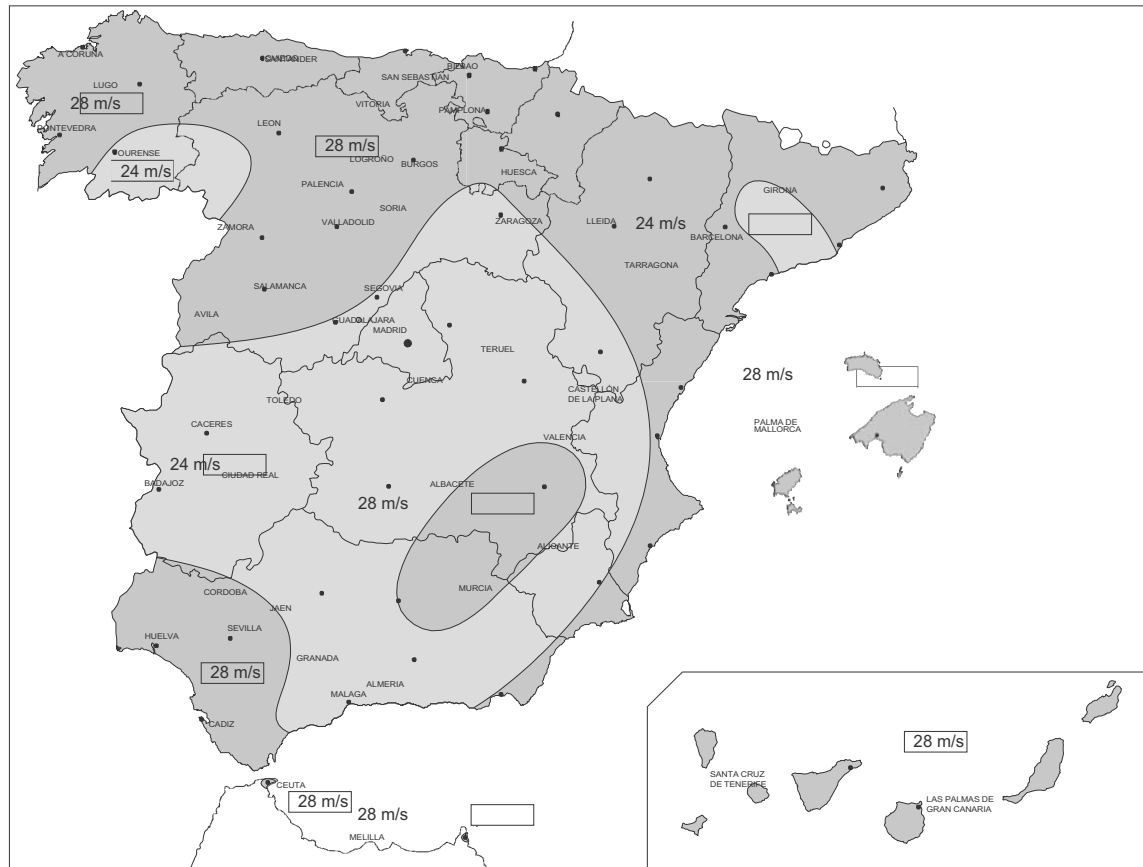 A CORUÑA
OVIEDO
SANTANDER
BILBAO
SAN SEBASTIAN
LUGO
28 m/s
VITORIA
PAMPLONA
PONTEVEDRA
LEON
28 m/s
OURENSE
LOGROÑO
BURGOS
24 m/s
HUESCA
PALENCIA
GIRONA
SORIA
ZAMORA
VALLADOLID
ZARAGOZA
LLEIDA
24 m/s
BARCELONA
TARRAGONA
SALAMANCA
SEGOVIA
AVILA
GUADALAJARA
MADRID
TERUEL
28 m/s
CUENCA
TOLEDO
CASTELLÓN
DE LA PLANA
CACERES
PALMA DE
MALLORCA
VALENCIA
24 m/s
CIUDAD REAL
BADAJOZ
ALBACETE
28 m/s
ALICANTE
MURCIA
CORDOBA
JAEN
SEVILLA
HUELVA
GRANADA
28 m/s
ALMERIA
MALAGA
CADIZ
28 m/s
SANTA CRUZ
DE TENERIFE
CEUTA
28 m/s
28 m/s
LAS PALMAS DE
GRAN CANARIA
MELILLA